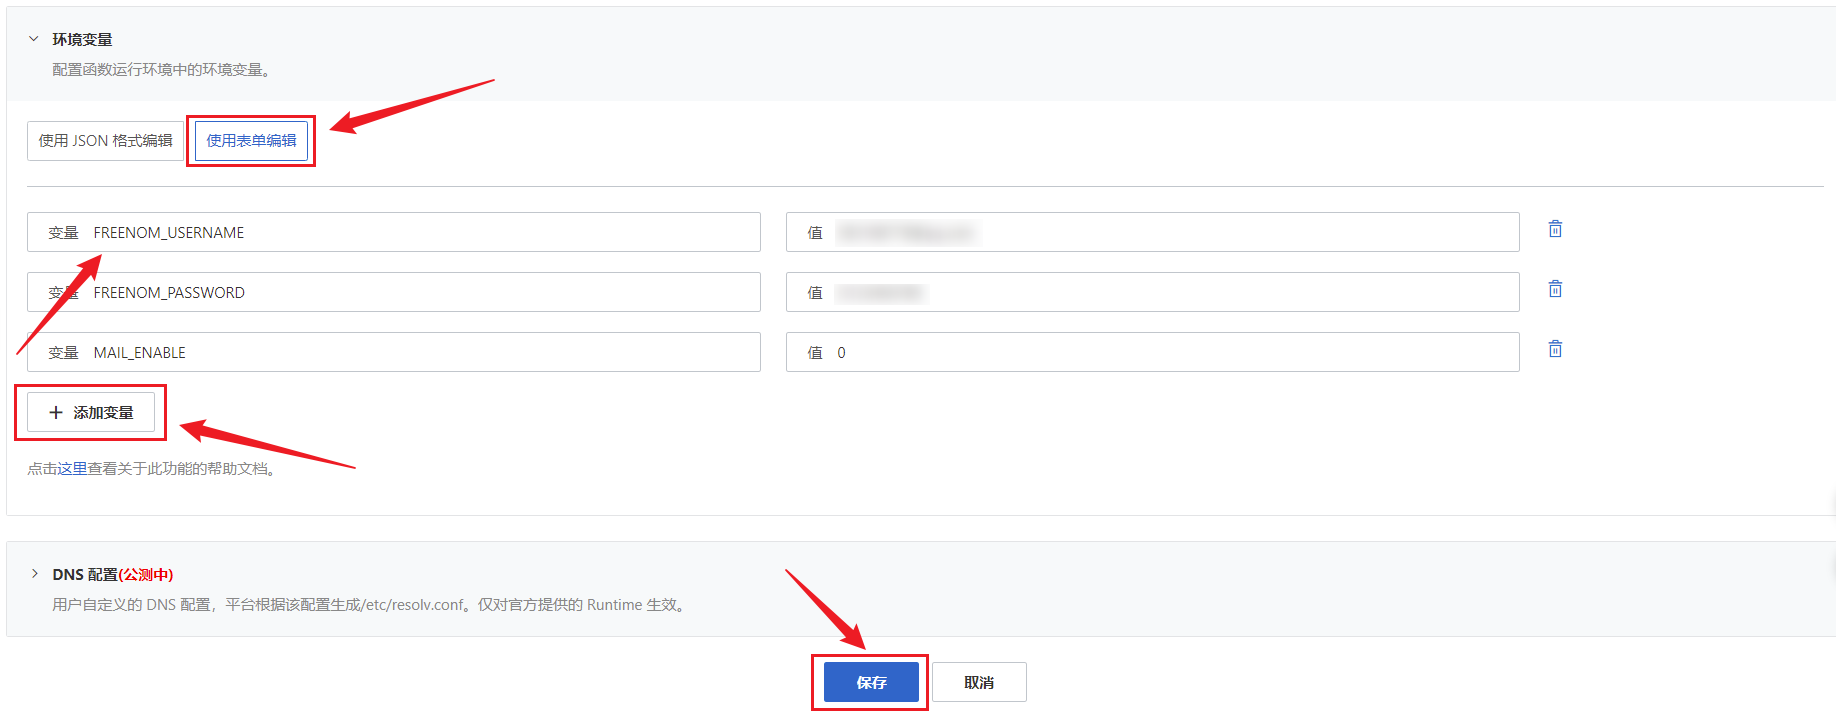 环境变量
配置函数运行环境中的环境变量。
使用 JSON 格式编辑 使用表单编辑
变量 FREENOM_USERNAME 值
变量 FREENOM_PASSWORD 值
变量 MAIL_ENABLE 值 0
添加变量
点击这里查看关于此功能的帮助文档。
DNS 配置(公测中)
用户自定义的 DNS 配置，平台根据该配置生成/etc/resolv.conf。仅对官方提供的 Runtime 生效。
保存 取消